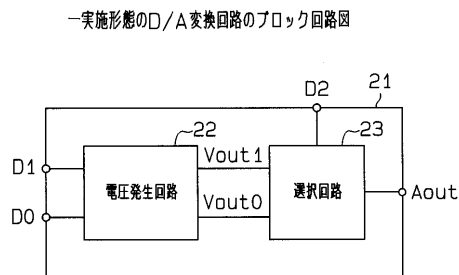 一実施形態のD/A変換回路のブロック回路図
D2
21
22
23
D1
Vout1
電圧発生回路
選択回路
Aout
D0
Vout0